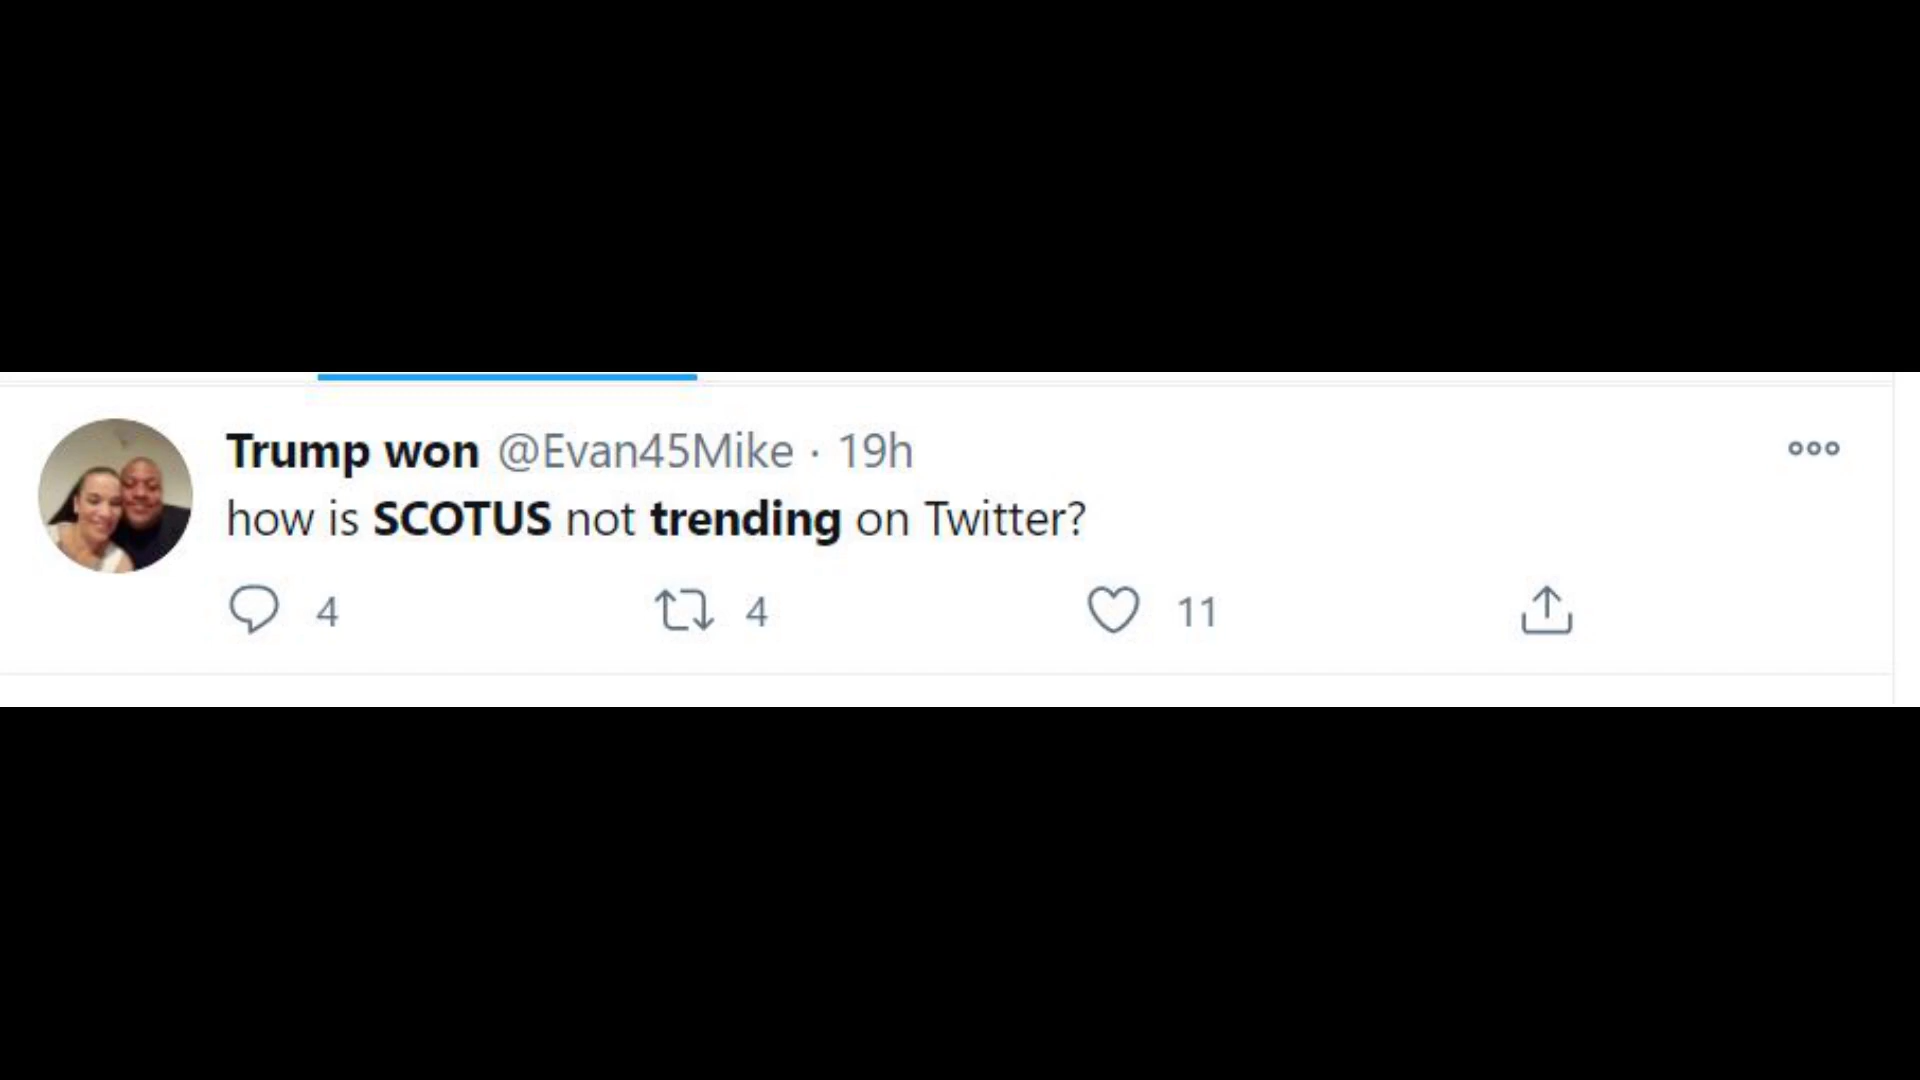 Trump won @Evan45Mike · 19h
how is SCOTUS not trending on Twitter?
4 4 11